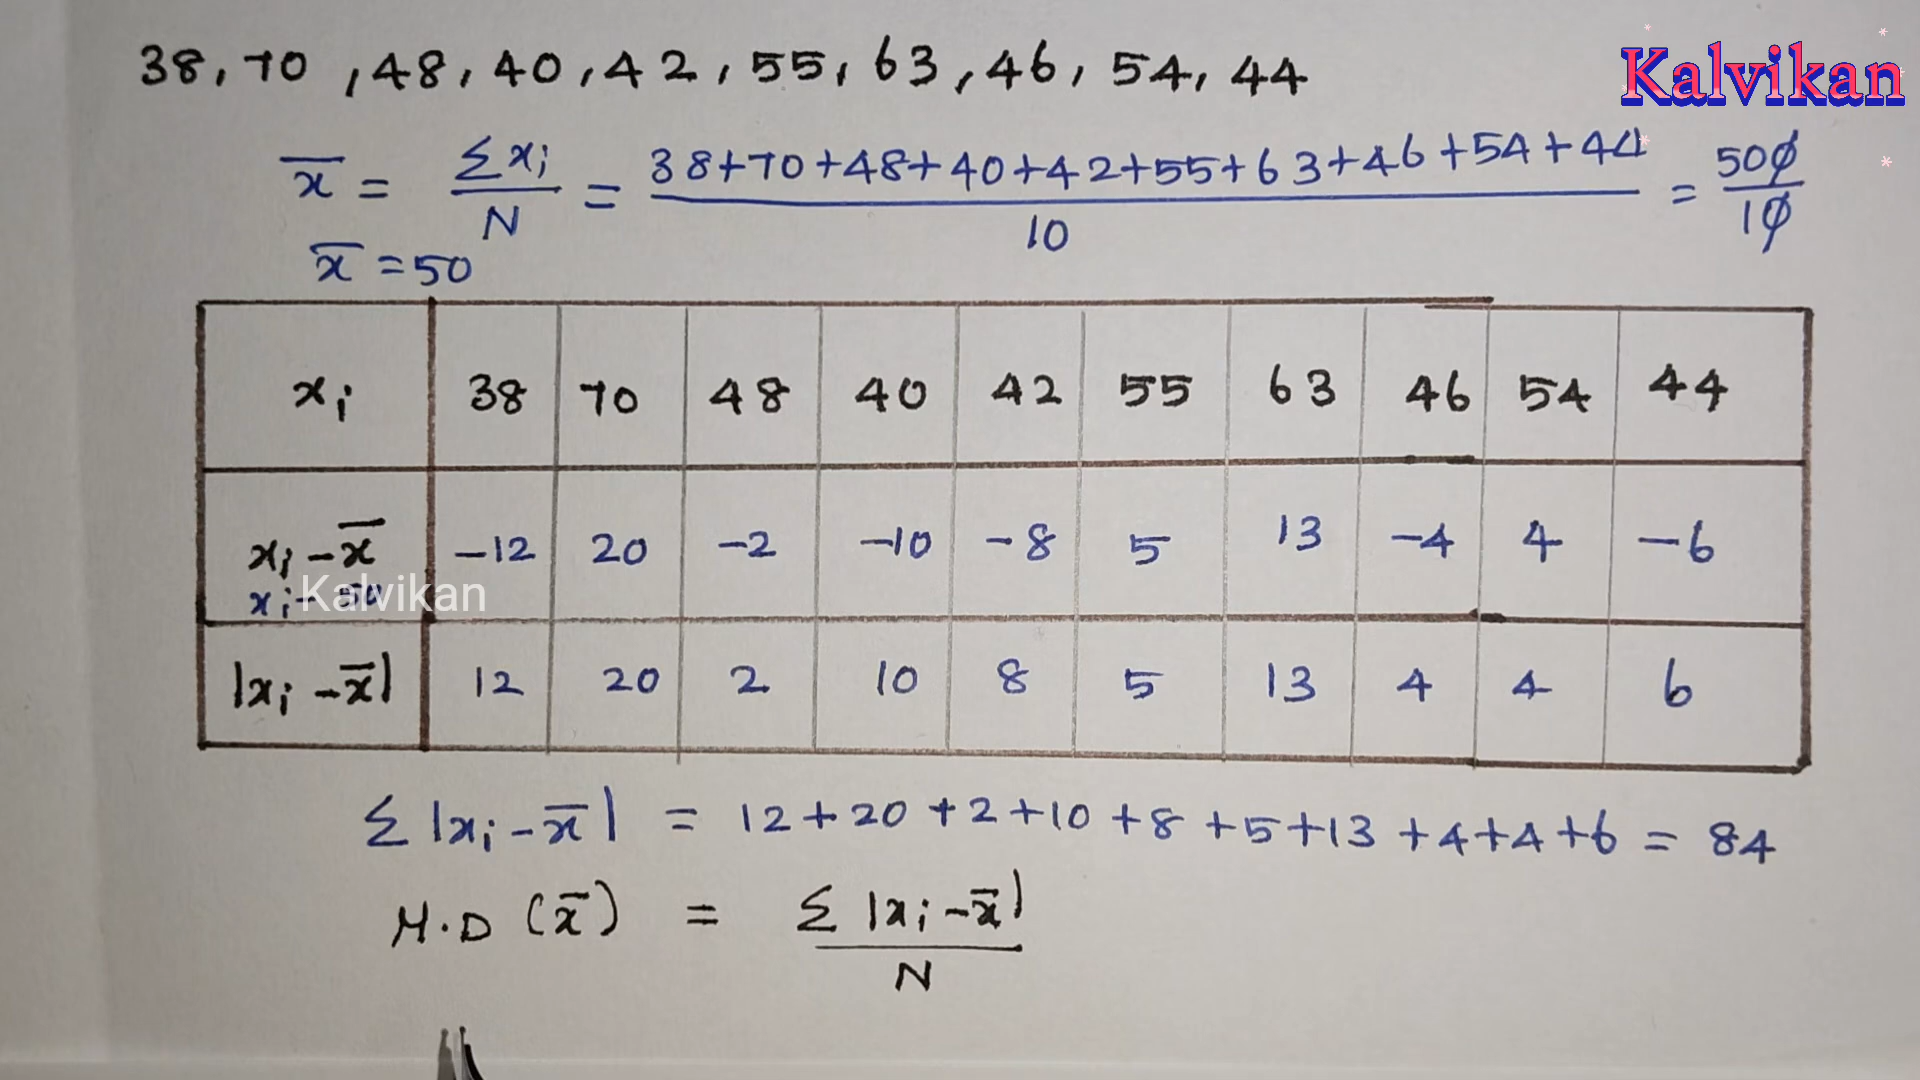 38, 70, 48, 40, 42, 55, 63, 46, 54, 44
Kalvikan
x̄ = Σxi/N = 38+70+48+40+42+55+63+46+54+44/10 = 500/10
x̄ = 50
xi 38 70 48 40 42 55 63 46 54 44
xi - x̄ -12 20 -2 -10 -8 5 13 -4 4 -6
xi - 50
Kalvikan
|xi - x̄| 12 20 2 10 8 5 13 4 4 6
Σ|xi - x̄| = 12+20+2+10+8+5+13+4+4+6 = 84
M.D (x̄) = Σ|xi - x̄|/N